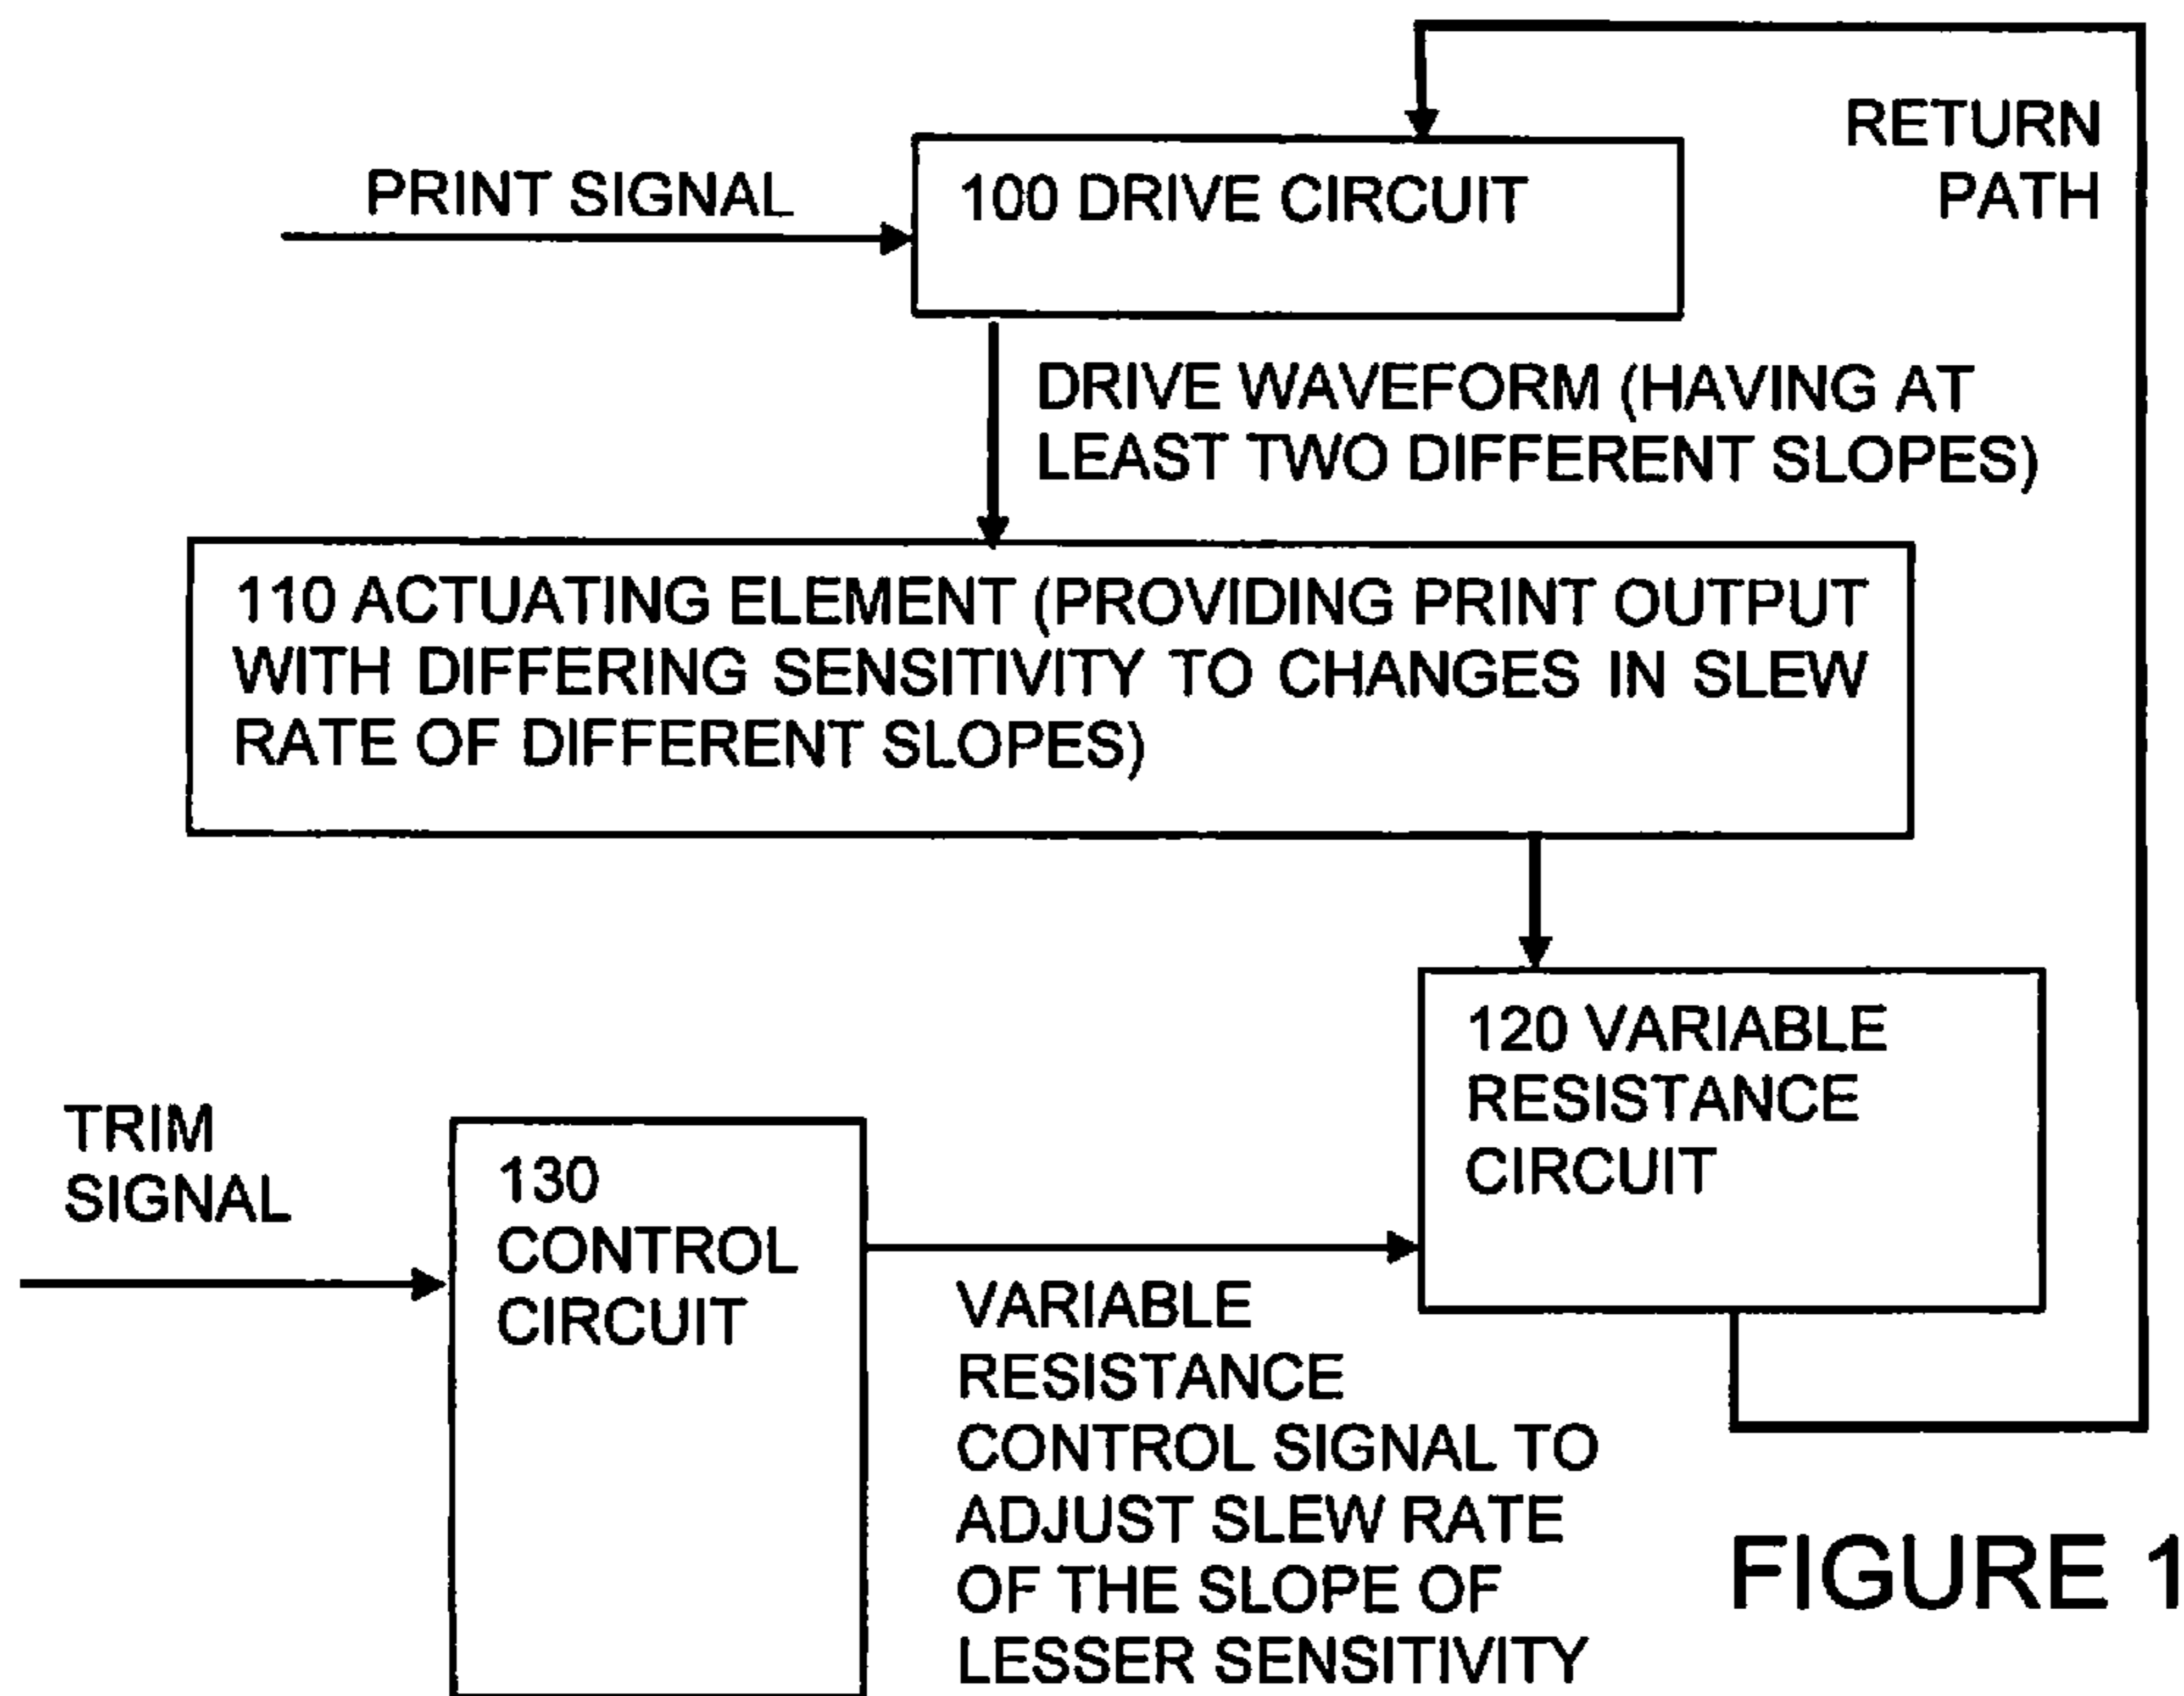 RETURN
PATH
PRINT SIGNAL
100 DRIVE CIRCUIT
DRIVE WAVEFORM (HAVING AT
LEAST TWO DIFFERENT SLOPES)
110 ACTUATING ELEMENT (PROVIDING PRINT OUTPUT
WITH DIFFERING SENSITIVITY TO CHANGES IN SLEW
RATE OF DIFFERENT SLOPES)
120 VARIABLE
RESISTANCE
CIRCUIT
TRIM
SIGNAL
130
CONTROL
CIRCUIT
VARIABLE
RESISTANCE
CONTROL SIGNAL TO
ADJUST SLEW RATE
OF THE SLOPE OF
LESSER SENSITIVITY
FIGURE 1